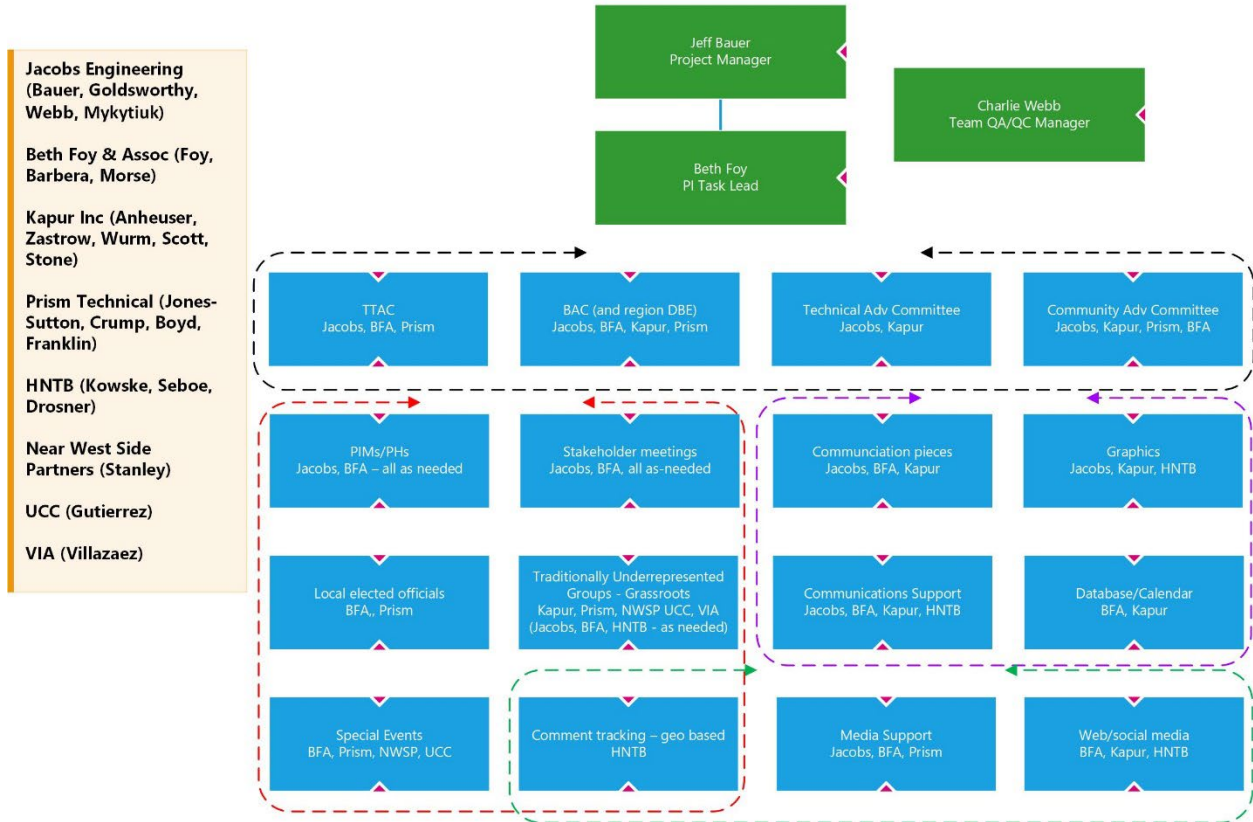 Jacobs Engineering
(Bauer, Goldsworthy,
Webb, Mykytiuk)
Beth Foy & Assoc (Foy,
Barbera, Morse)
Kapur Inc (Anheuser,
Zastrow, Wurm, Scott,
Stone)
Prism Technical (Jones-
Sutton, Crump, Boyd,
Franklin)
HNTB (Kowske, Seboe,
Drosner)
Near West Side
Partners (Stanley)
UCC (Gutierrez)
VIA (Villazaez)
Jeff Bauer
Project Manager
Charlie Webb
Team QA/QC Manager
Beth Foy
PI Task Lead
TTAC
Jacobs, BFA, Prism
BAC (and region DBE)
Jacobs, BFA, Kapur, Prism
Technical Adv Committee
Jacobs, Kapur
Community Adv Committee
Jacobs, Kapur, Prism, BFA
PIMs/PHs
Jacobs, BFA – all as needed
Stakeholder meetings
Jacobs, BFA, all as-needed
Communciation pieces
Jacobs, BFA, Kapur
Graphics
Jacobs, Kapur, HNTB
Local elected officials
BFA,, Prism
Traditionally Underrepresented
Groups - Grassroots
Kapur, Prism, NWSP UCC, VIA
(Jacobs, BFA, HNTB - as needed)
Communications Support
Jacobs, BFA, Kapur, HNTB
Database/Calendar
BFA, Kapur
Special Events
BFA, Prism, NWSP, UCC
Comment tracking – geo based
HNTB
Media Support
Jacobs, BFA, Prism
Web/social media
BFA, Kapur, HNTB